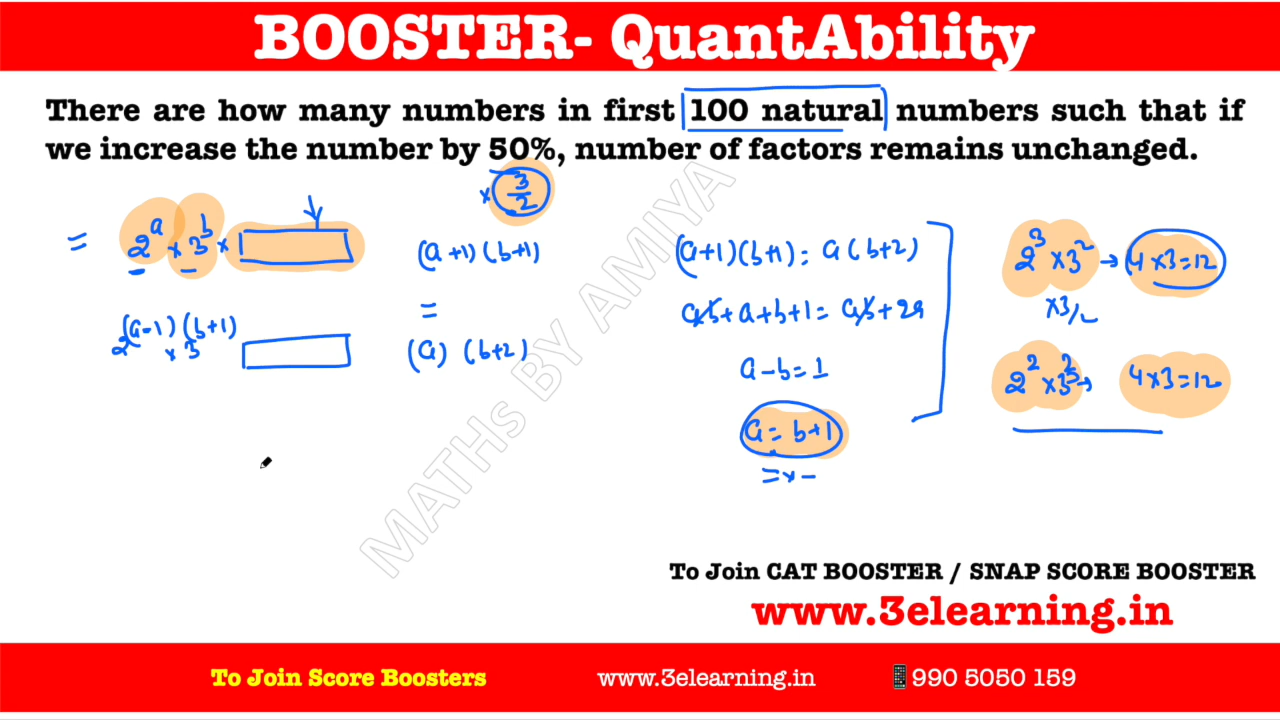 BOOSTER- QuantAbility
There are how many numbers in first 100 natural numbers such that if
we increase the number by 50%, number of factors remains unchanged.
× 3/2
= 2^a × 3^b ×
(a+1)(b+1)
=
2^(a-1) × 3^(b+1)
(a) (b+2)
(a+1)(b+1) = a(b+2)
ab + a + b + 1 = ab + 2a
a - b = 1
a = b+1
= × -
2^3 × 3^2 → 4×3=12
×3/2
2^2 × 3^3 → 4×3=12
MATHs BY AMIYA
To Join CAT BOOSTER / SNAP SCORE BOOSTER
www.3elearning.in
To Join Score Boosters www.3elearning.in 990 5050 159